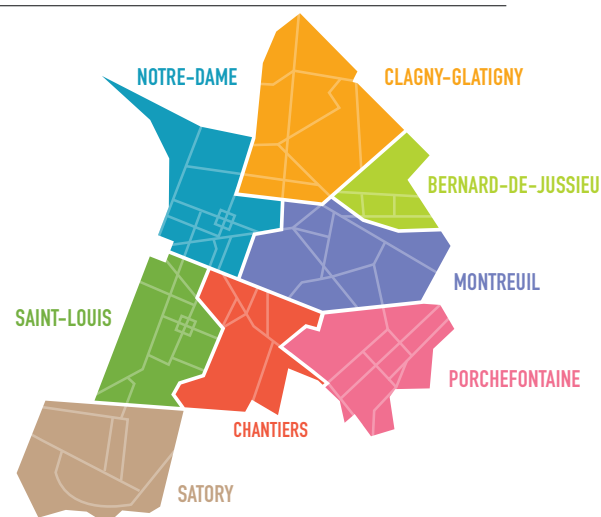 NOTRE-DAME
CLAGNY-GLATIGNY
BERNARD-DE-JUSSIEU
MONTREUIL
SAINT-LOUIS
PORCHEFONTAINE
CHANTIERS
SATORY